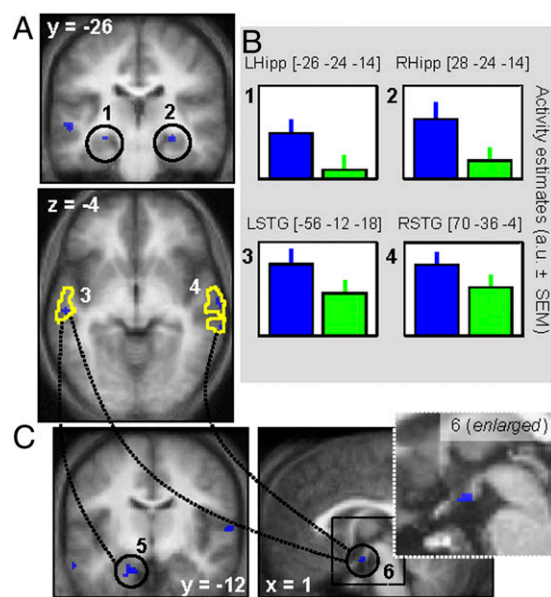 A
y = -26
1
2
z = -4
3
4
B
LHipp [-26 -24 -14]
RHipp [28 -24 -14]
1
2
LSTG [-56 -12 -18]
RSTG [70 -36 -4]
3
4
Activity estimates
(a.u. ± SEM)
C
5
y = -12
x = 1
6
6 (enlarged)